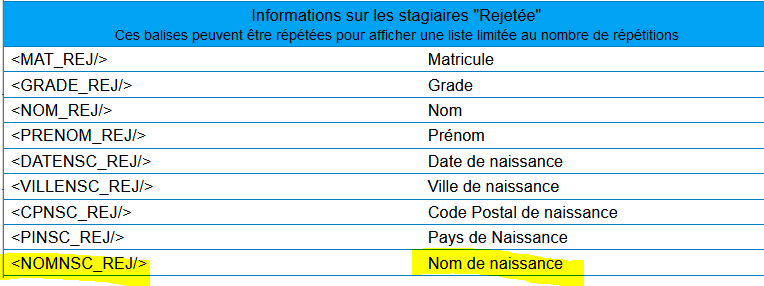 Informations sur les stagiaires "Rejetée"
Ces balises peuvent être répétées pour afficher une liste limitée au nombre de répétitions
<MAT_REJ/> Matricule
<GRADE_REJ/> Grade
<NOM_REJ/> Nom
<PRENOM_REJ/> Prénom
<DATENSC_REJ/> Date de naissance
<VILLENSC_REJ/> Ville de naissance
<CPNSC_REJ/> Code Postal de naissance
<PINSC_REJ/> Pays de Naissance
<NOMNSC_REJ/> Nom de naissance